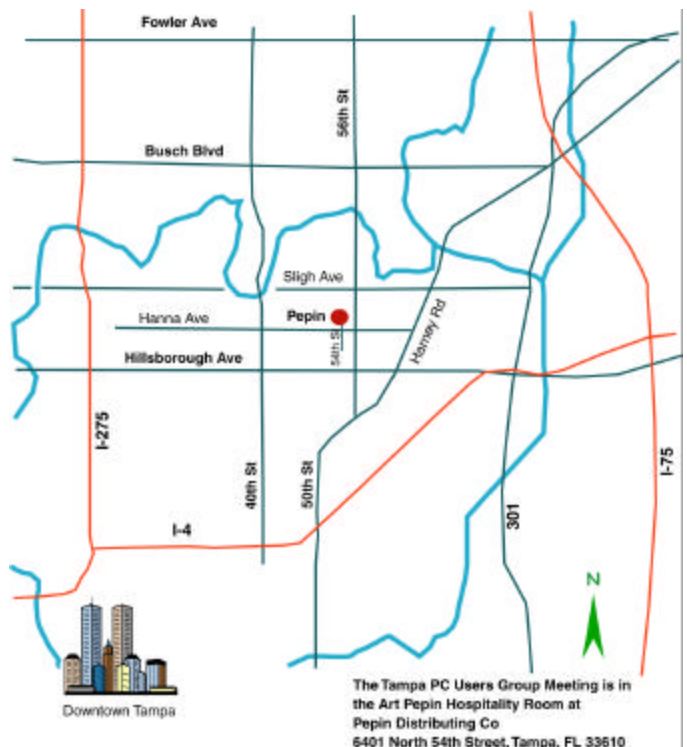 Fowler Ave
56th St
Busch Blvd
Sligh Ave
Pepin
Hanna Ave
54th St
Harney Rd
Hillsborough Ave
I-275
40th St
50th St
I-75
301
I-4
N
Downtown Tampa
The Tampa PC Users Group Meeting is in
the Art Pepin Hospitality Room at
Pepin Distributing Co
6401 North 54th Street, Tampa, FL 33610